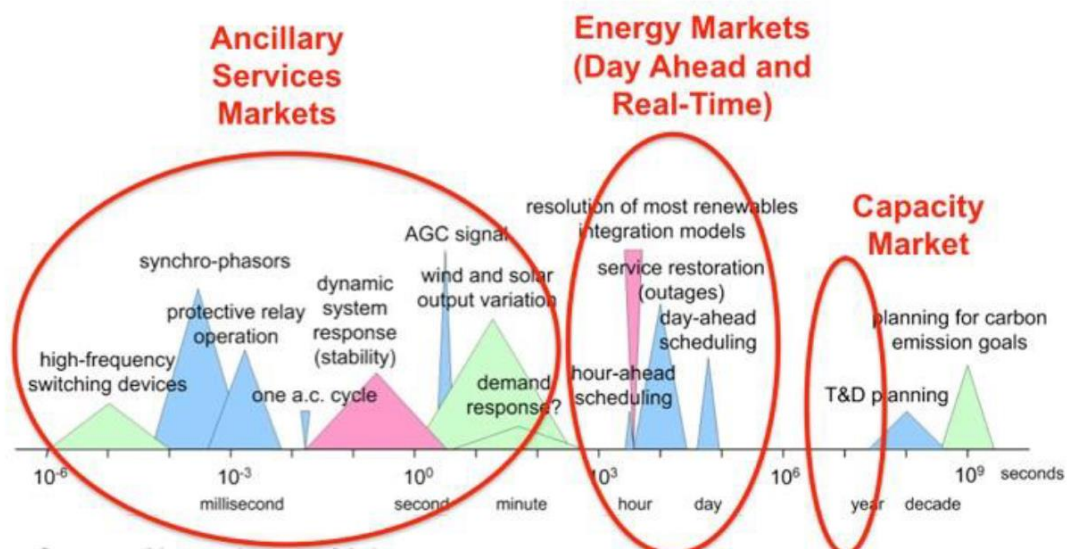 Ancillary
Services
Markets
Energy Markets
(Day Ahead and
Real-Time)
Capacity
Market
resolution of most renewables
integration models
AGC signal
synchro-phasors
service restoration
(outages)
wind and solar
output variation
dynamic
system
response
(stability)
protective relay
operation
day-ahead
scheduling
planning for carbon
emission goals
high-frequency
switching devices
one a.c. cycle
demand
response?
hour-ahead
scheduling
T&D planning
10⁻⁶
10⁻³
10⁰
10³
10⁶
10⁹
seconds
millisecond
second
minute
hour
day
year
decade